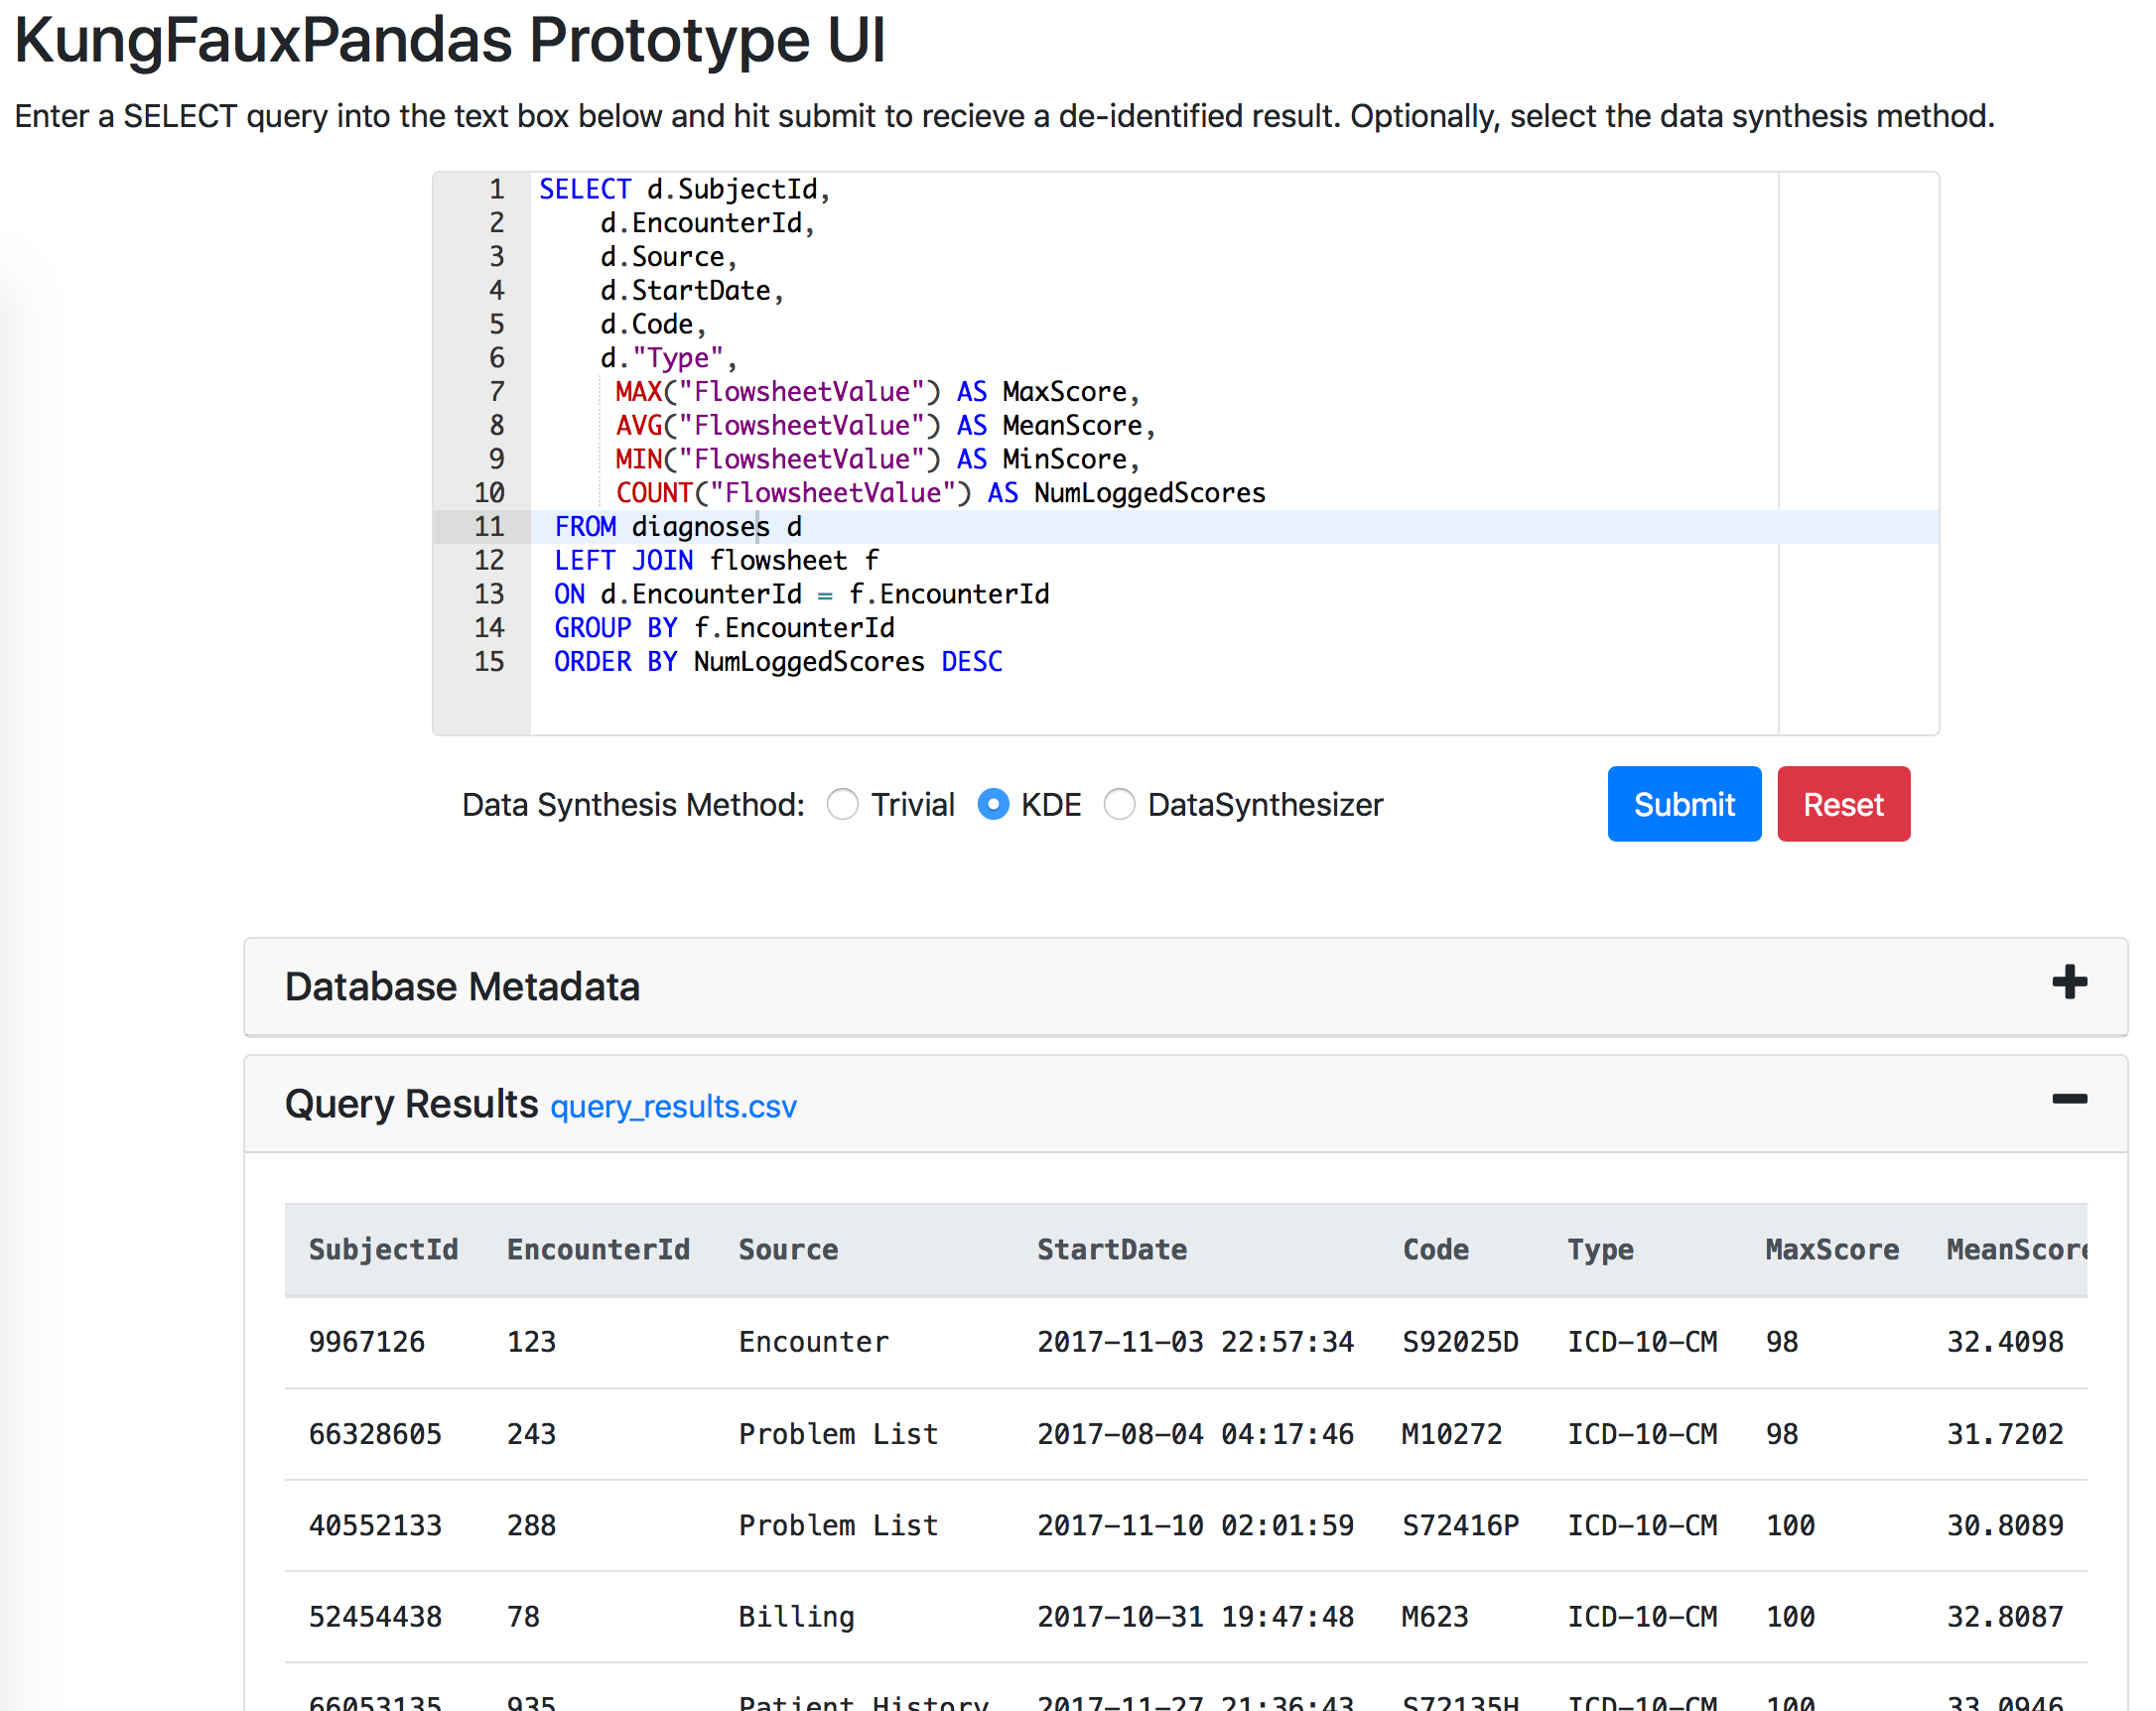 KungFauxPandas Prototype UI
Enter a SELECT query into the text box below and hit submit to recieve a de-identified result. Optionally, select the data synthesis method.
1 SELECT d.SubjectId,
2 d.EncounterId,
3 d.Source,
4 d.StartDate,
5 d.Code,
6 d."Type",
7 MAX("FlowsheetValue") AS MaxScore,
8 AVG("FlowsheetValue") AS MeanScore,
9 MIN("FlowsheetValue") AS MinScore,
10 COUNT("FlowsheetValue") AS NumLoggedScores
11 FROM diagnoses d
12 LEFT JOIN flowsheet f
13 ON d.EncounterId = f.EncounterId
14 GROUP BY f.EncounterId
15 ORDER BY NumLoggedScores DESC
Data Synthesis Method: Trivial KDE DataSynthesizer Submit Reset
Database Metadata
Query Results query_results.csv
SubjectId EncounterId Source StartDate Code Type MaxScore MeanScore
9967126 123 Encounter 2017-11-03 22:57:34 S92025D ICD-10-CM 98 32.4098
66328605 243 Problem List 2017-08-04 04:17:46 M10272 ICD-10-CM 98 31.7202
40552133 288 Problem List 2017-11-10 02:01:59 S72416P ICD-10-CM 100 30.8089
52454438 78 Billing 2017-10-31 19:47:48 M623 ICD-10-CM 100 32.8087
66053135 935 Patient History 2017-11-27 21:36:43 S72135H ICD-10-CM 100 33.0946